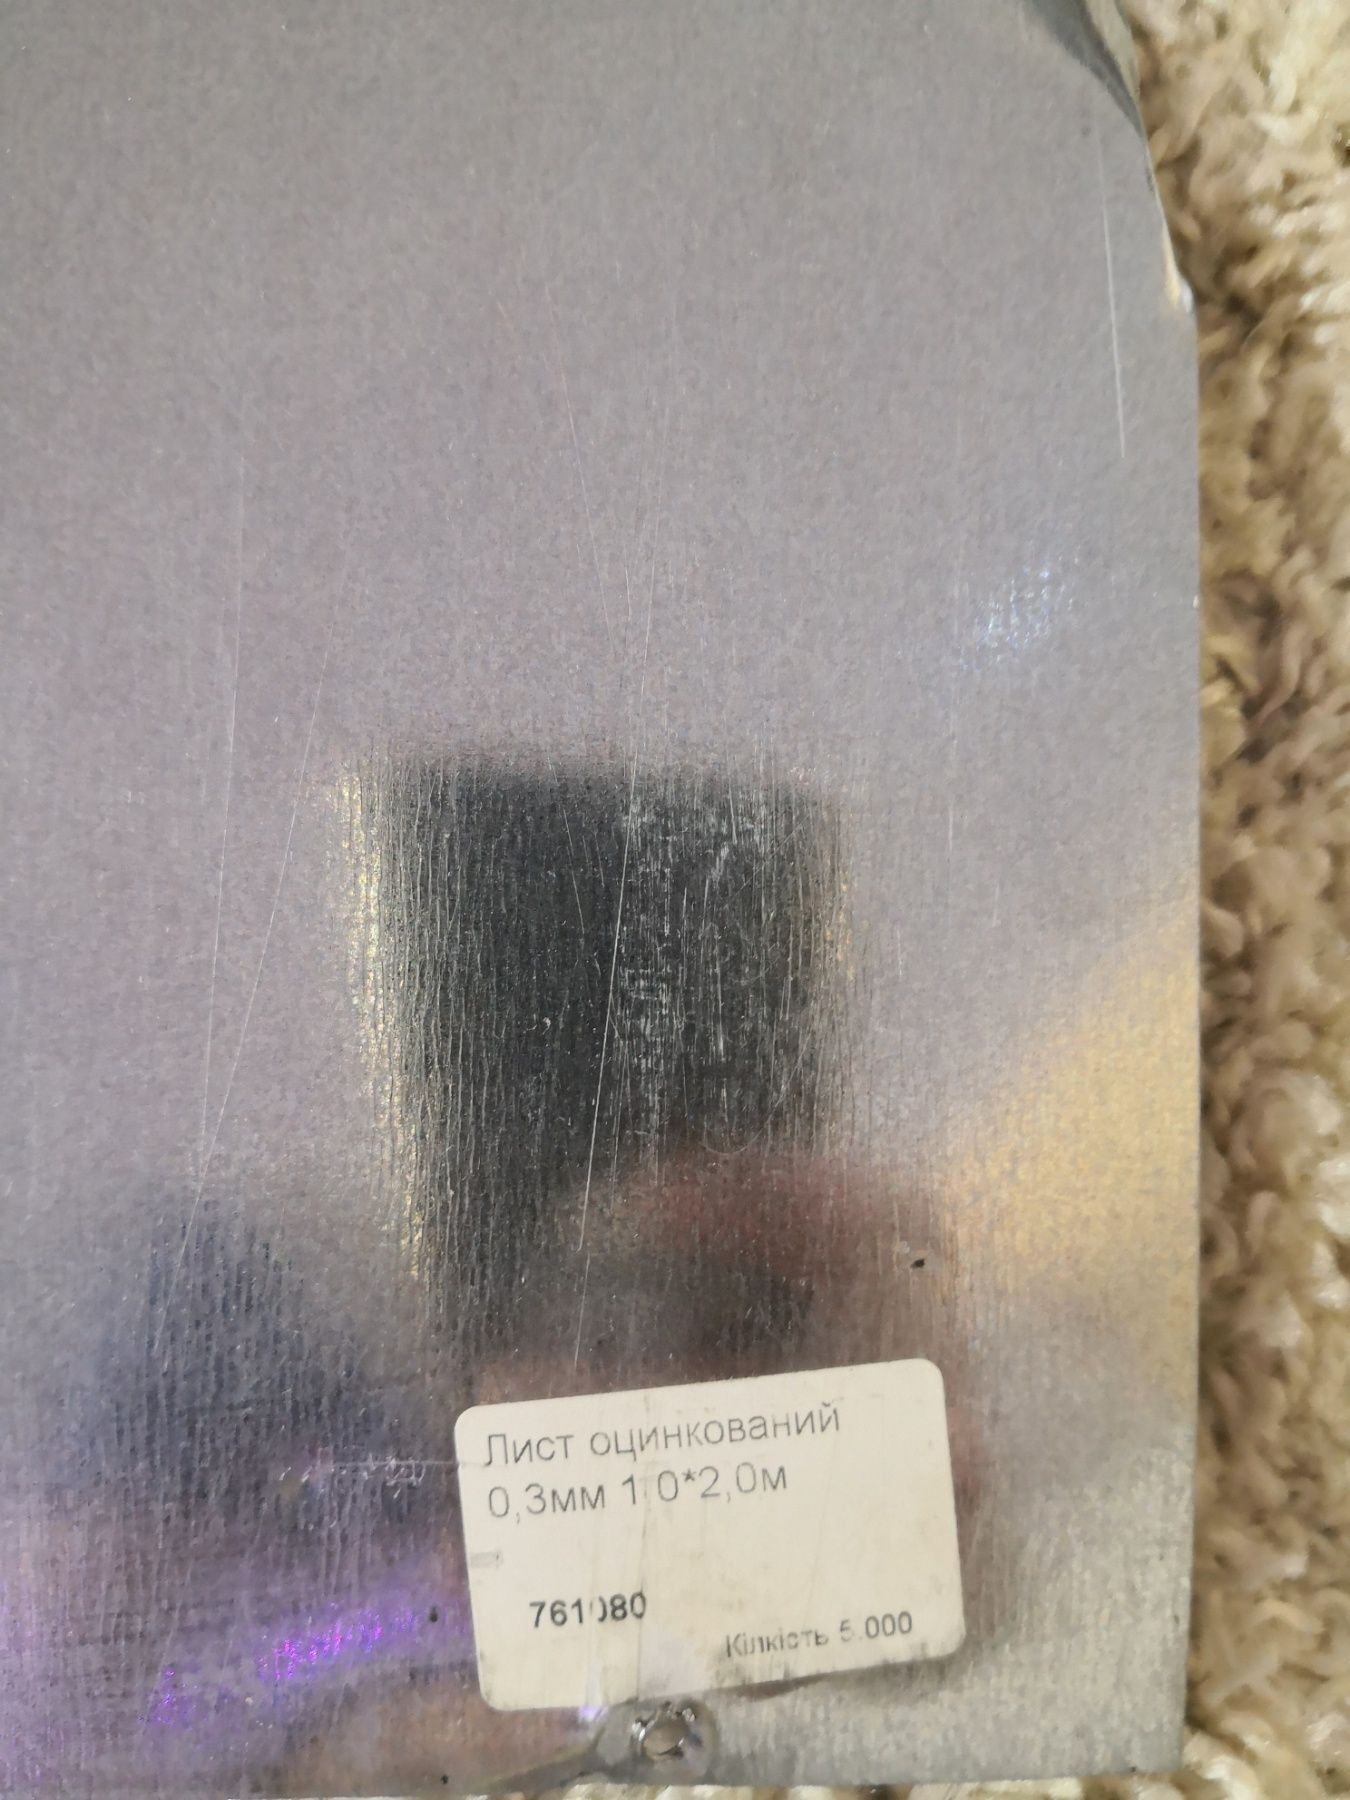 Лист оцинкований
0,3мм 1,0*2,0м
761080
Кількість 5.000